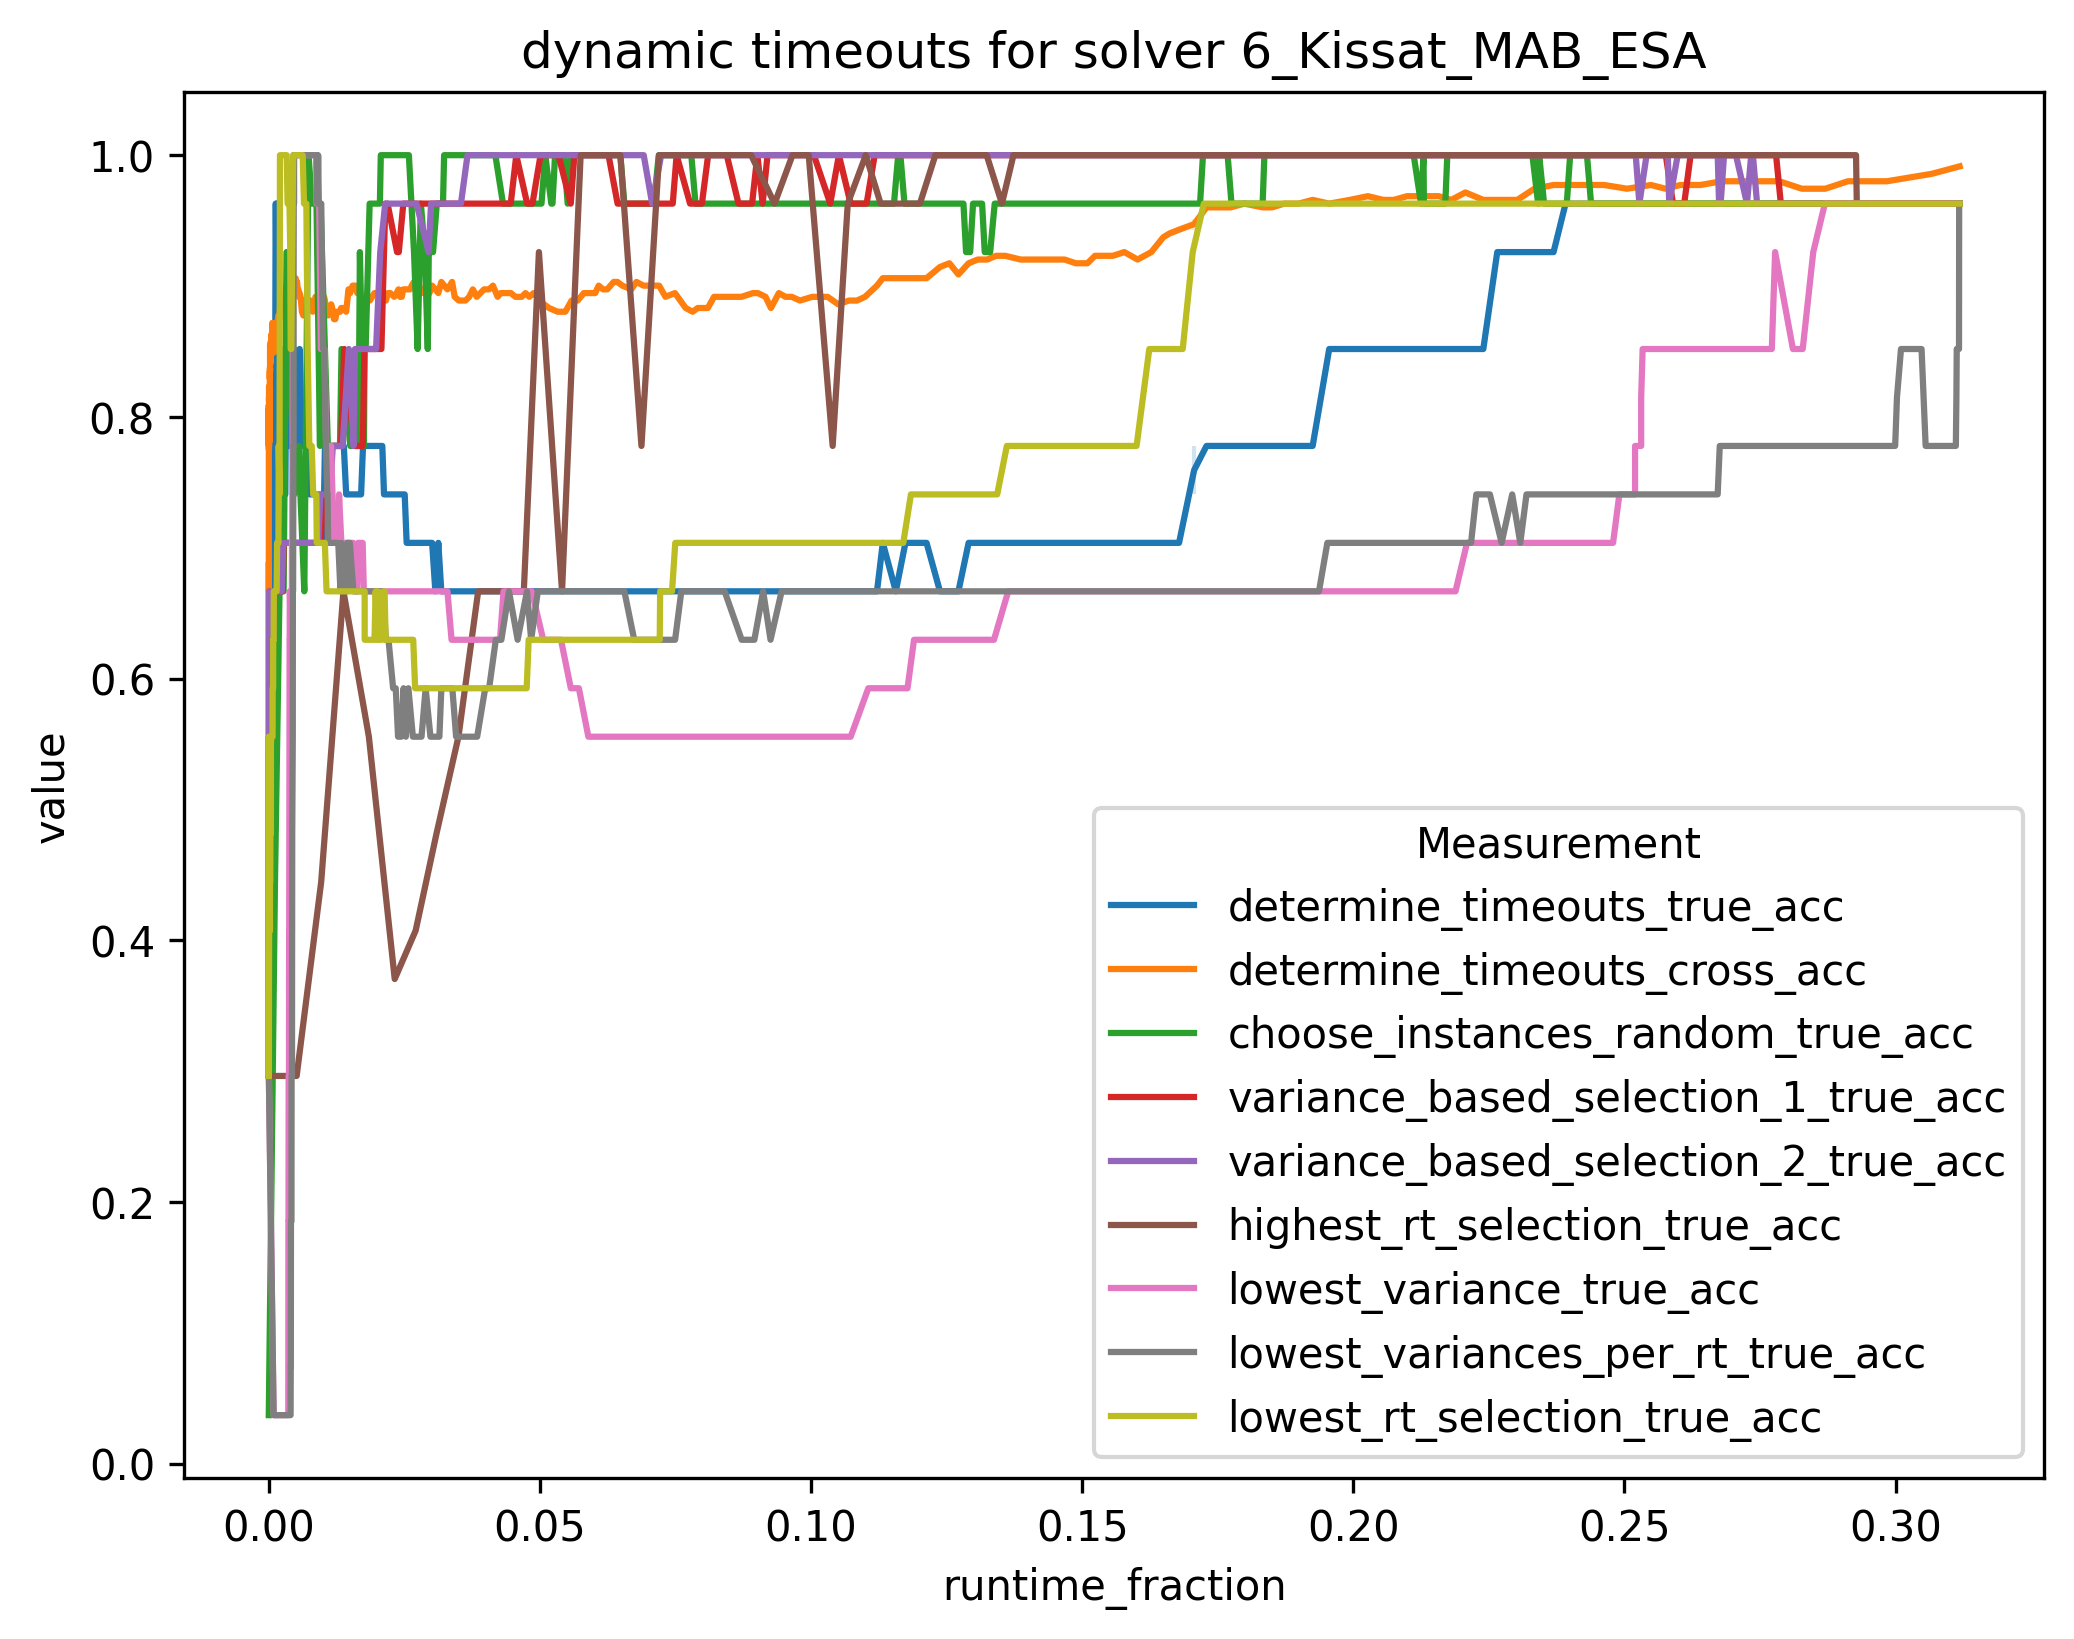 dynamic timeouts for solver 6_Kissat_MAB_ESA
1.0
0.8
0.6
0.4
0.2
0.0
value
0.00 0.05 0.10 0.15 0.20 0.25 0.30
runtime_fraction
Measurement
determine_timeouts_true_acc
determine_timeouts_cross_acc
choose_instances_random_true_acc
variance_based_selection_1_true_acc
variance_based_selection_2_true_acc
highest_rt_selection_true_acc
lowest_variance_true_acc
lowest_variances_per_rt_true_acc
lowest_rt_selection_true_acc